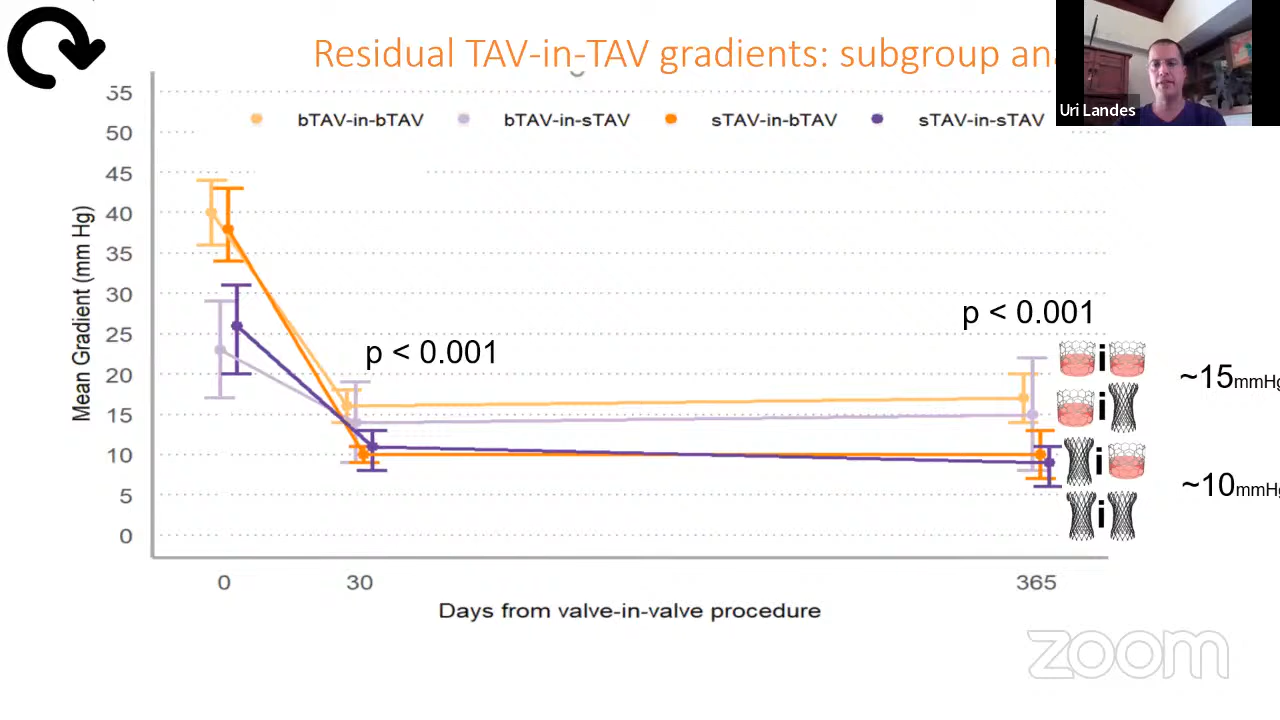 Residual TAV-in-TAV gradients: subgroup
Uri Landes
bTAV-in-bTAV bTAV-in-sTAV sTAV-in-bTAV sTAV-in-sTAV
Mean Gradient (mm Hg)
55
50
45
40
35
30
25
20
15
10
5
0
p < 0.001
p < 0.001
i
~15mmHg
i
i
~10mmHg
i
0 30 365
Days from valve-in-valve procedure
zoom